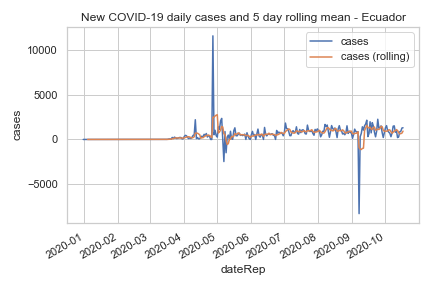 New COVID-19 daily cases and 5 day rolling mean - Ecuador
cases
cases (rolling)
10000
5000
0
−5000
cases
2020-01
2020-02
2020-03
2020-04
2020-05
2020-06
2020-07
2020-08
2020-09
2020-10
dateRep